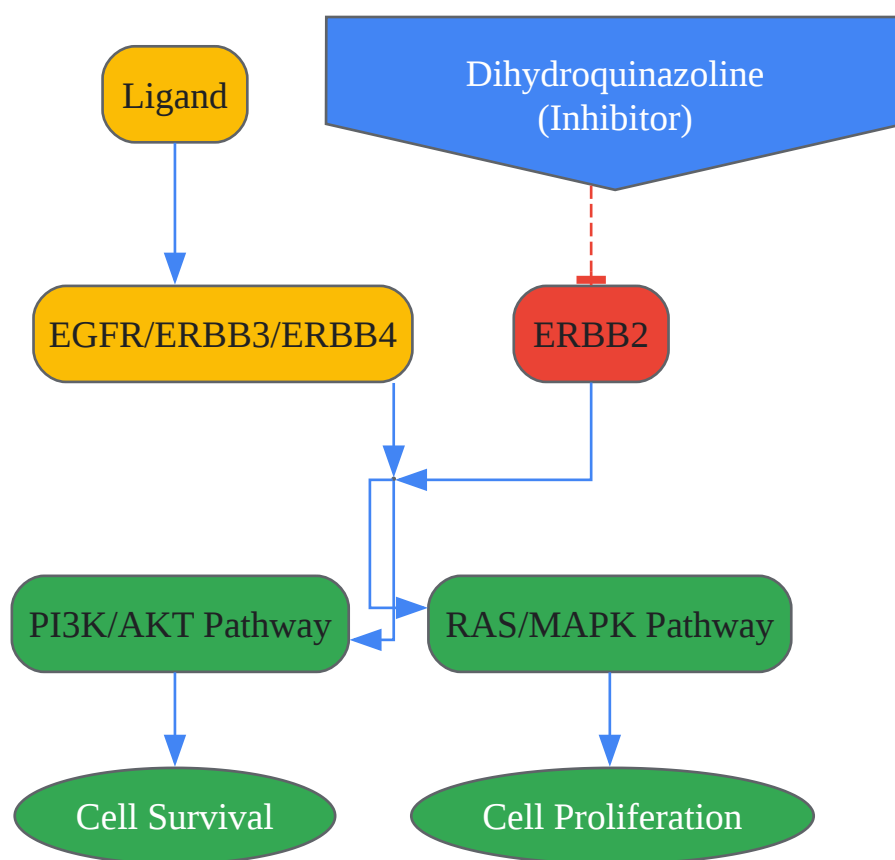 Ligand
Dihydroquinazoline
(Inhibitor)
EGFR/ERBB3/ERBB4
ERBB2
PI3K/AKT Pathway
RAS/MAPK Pathway
Cell Survival
Cell Proliferation